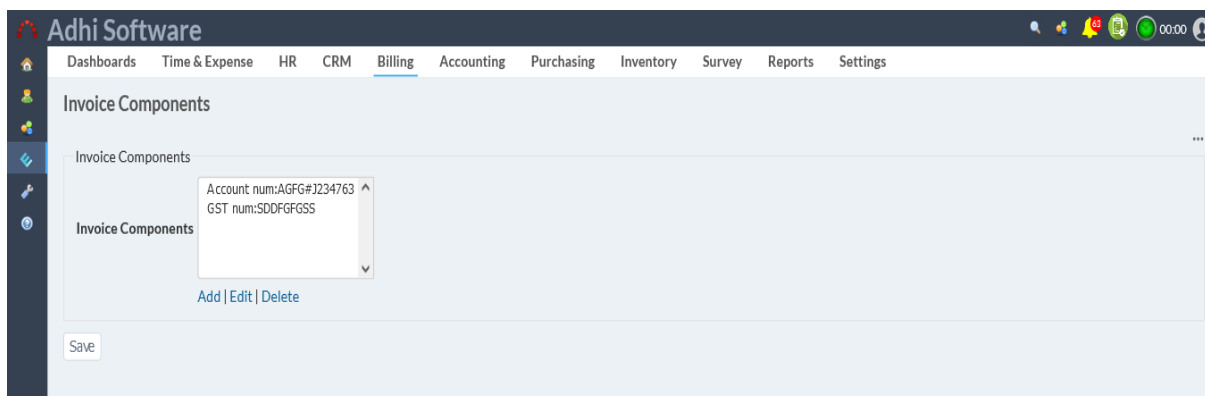 Adhi Software
63
00:00
Dashboards Time & Expense HR CRM Billing Accounting Purchasing Inventory Survey Reports Settings
Invoice Components
...
Invoice Components
Account num:AGFG#J234763
GST num:SDDFGFGSS
Invoice Components
Add | Edit | Delete
Save